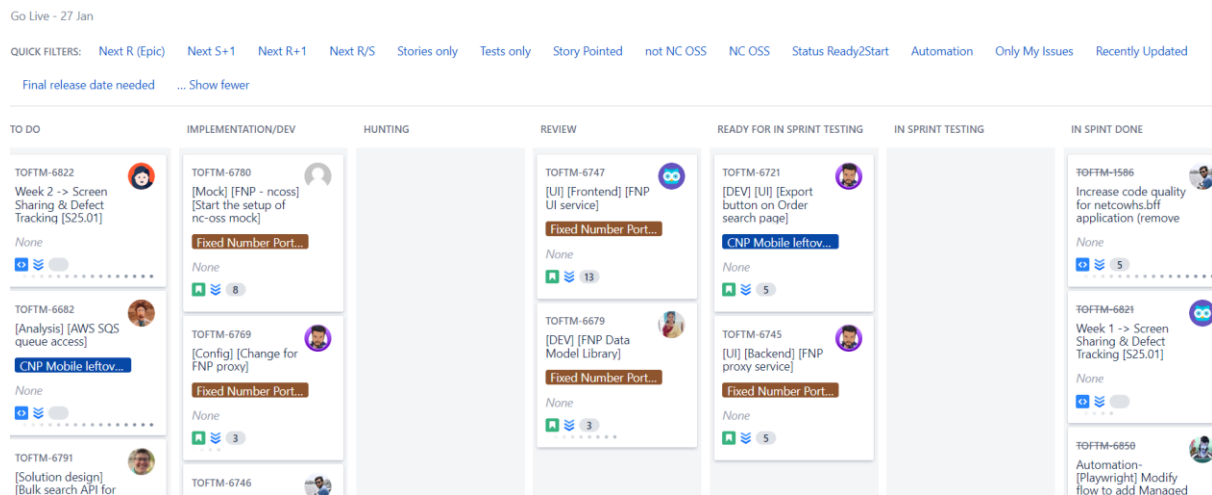 Go Live - 27 Jan
QUICK FILTERS: Next R (Epic) Next S+1 Next R+1 Next R/S Stories only Tests only Story Pointed not NC OSS NC OSS Status Ready2Start Automation Only My Issues Recently Updated
Final release date needed ... Show fewer
TO DO IMPLEMENTATION/DEV HUNTING REVIEW READY FOR IN SPRINT TESTING IN SPRINT TESTING IN SPINT DONE
TOFTM-6822
Week 2 -> Screen
Sharing & Defect
Tracking [S25.01]
None
TOFTM-6682
[Analysis] [AWS SQS
queue access]
CNP Mobile leftov...
None
TOFTM-6791
[Solution design]
[Bulk search API for
TOFTM-6780
[Mock] [FNP - ncoss]
[Start the setup of
nc-oss mock]
Fixed Number Port...
None
8
TOFTM-6769
[Config] [Change for
FNP proxy]
Fixed Number Port...
None
3
TOFTM-6746
TOFTM-6747
[UI] [Frontend] [FNP
UI service]
Fixed Number Port...
None
13
TOFTM-6679
[DEV] [FNP Data
Model Library]
Fixed Number Port...
None
3
TOFTM-6721
[DEV] [UI] [Export
button on Order
search page]
CNP Mobile leftov...
None
5
TOFTM-6745
[UI] [Backend] [FNP
proxy service]
Fixed Number Port...
None
5
TOFTM-1586
Increase code quality
for netcowhs.bff
application (remove
None
5
TOFTM-6821
Week 1 -> Screen
Sharing & Defect
Tracking [S25.01]
None
TOFTM-6850
Automation-
[Playwright] Modify
flow to add Managed